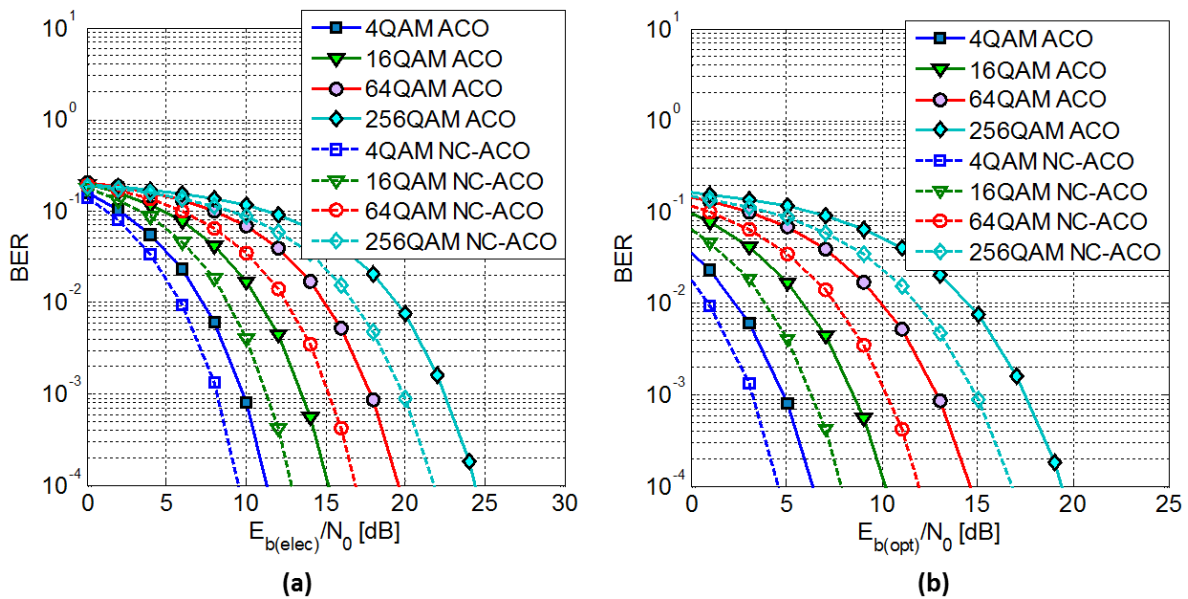 10^1
10^0
10^-1
10^-2
10^-3
10^-4
BER
0 5 10 15 20 25 30
E_b(elec)/N_0 [dB]
4QAM ACO
16QAM ACO
64QAM ACO
256QAM ACO
4QAM NC-ACO
16QAM NC-ACO
64QAM NC-ACO
256QAM NC-ACO
(a)
10^1
10^0
10^-1
10^-2
10^-3
10^-4
BER
0 5 10 15 20 25
E_b(opt)/N_0 [dB]
4QAM ACO
16QAM ACO
64QAM ACO
256QAM ACO
4QAM NC-ACO
16QAM NC-ACO
64QAM NC-ACO
256QAM NC-ACO
(b)